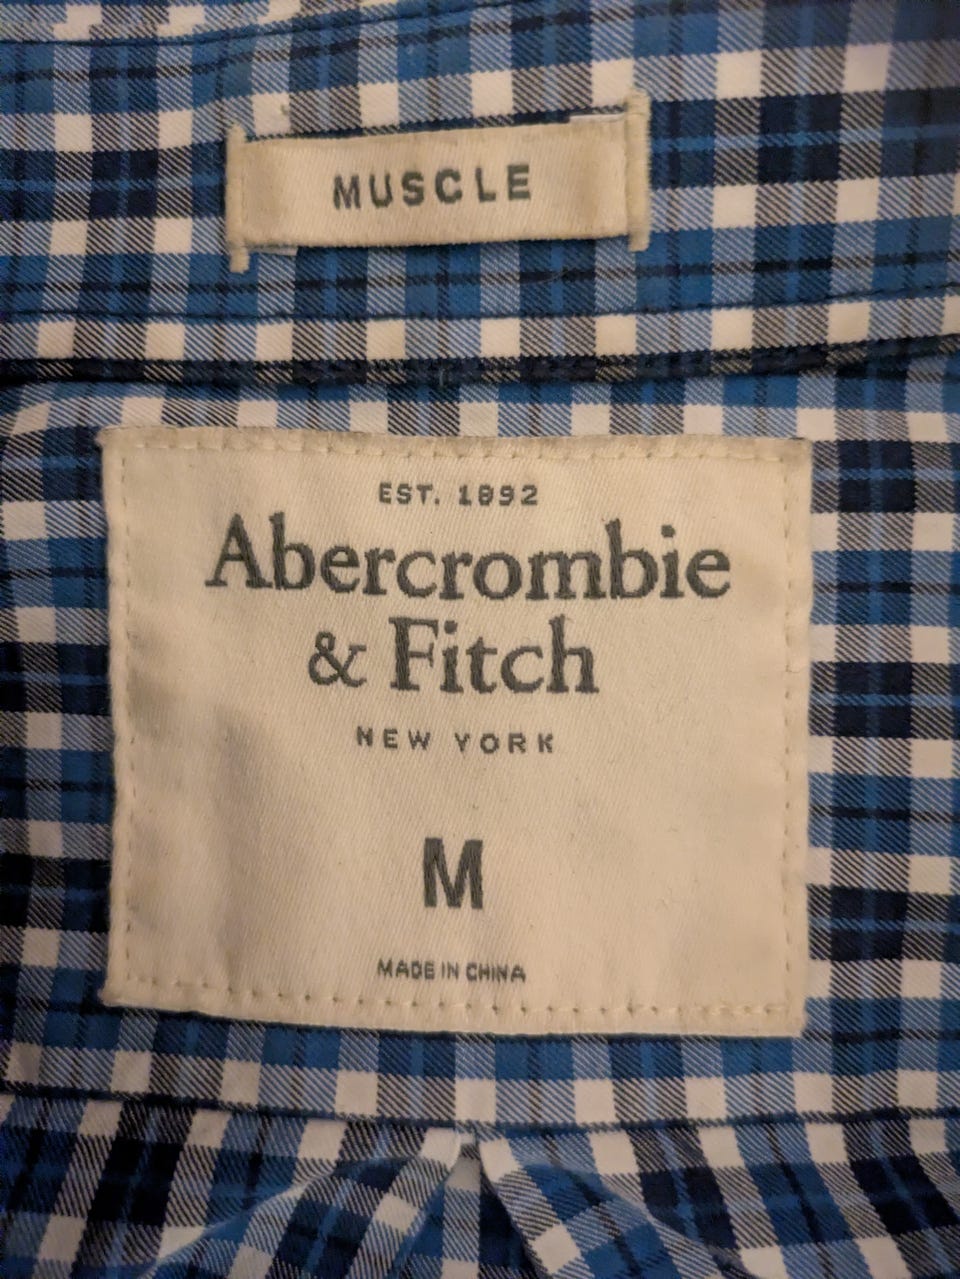 MUSCLE
EST. 1892
Abercrombie
& Fitch
NEW YORK
M
MADE IN CHINA